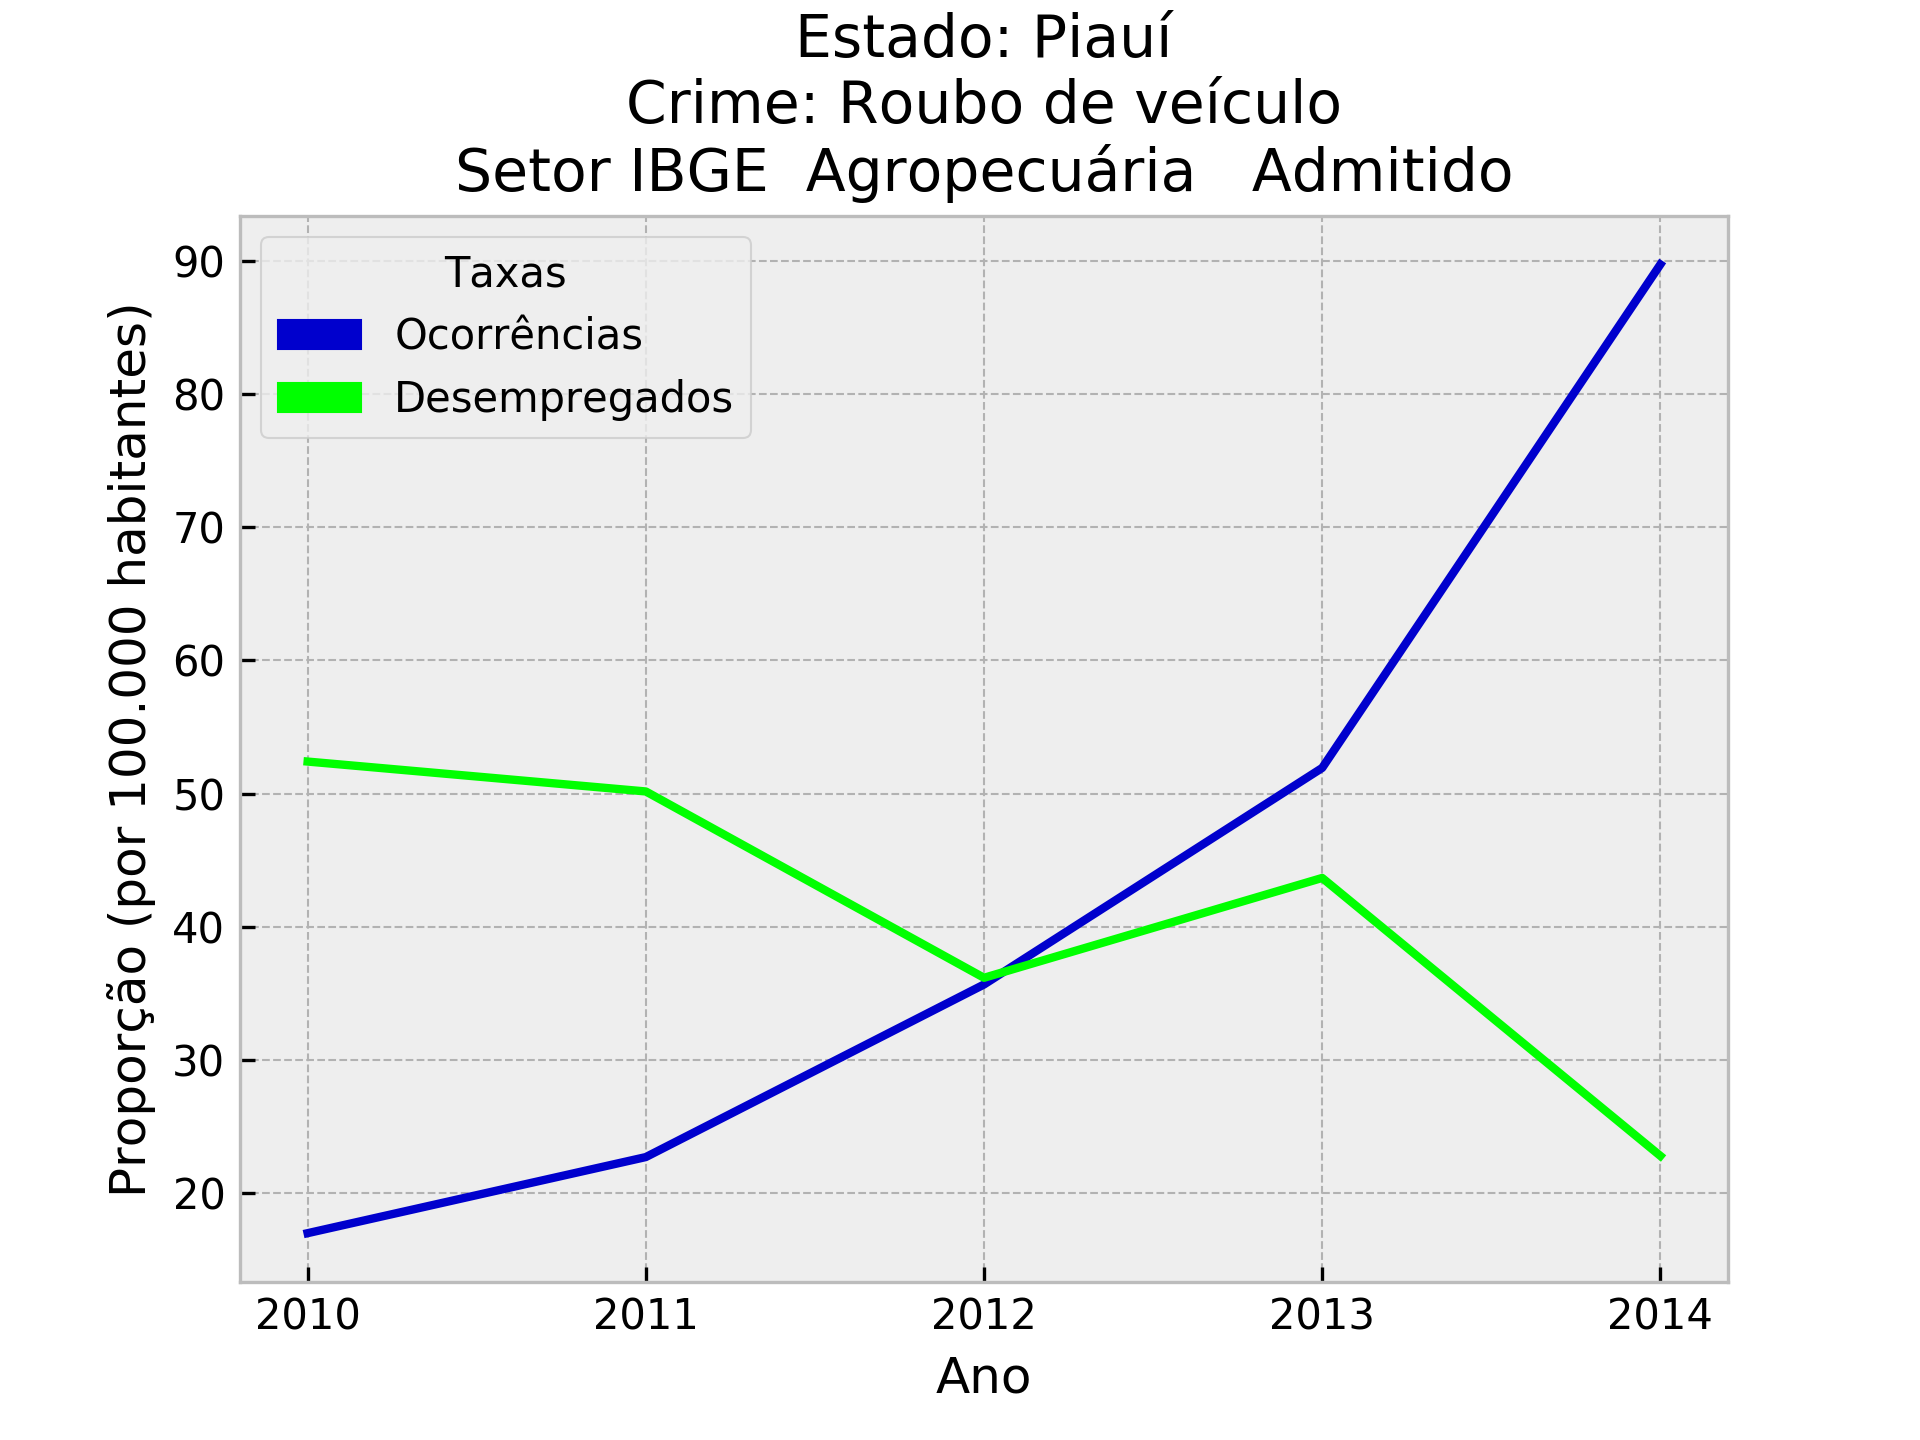 Estado: Piauí
Crime: Roubo de veículo
Setor IBGE  Agropecuária   Admitido
Taxas
Ocorrências
Desempregados
Proporção (por 100.000 habitantes)
90
80
70
60
50
40
30
20
2010 2011 2012 2013 2014
Ano